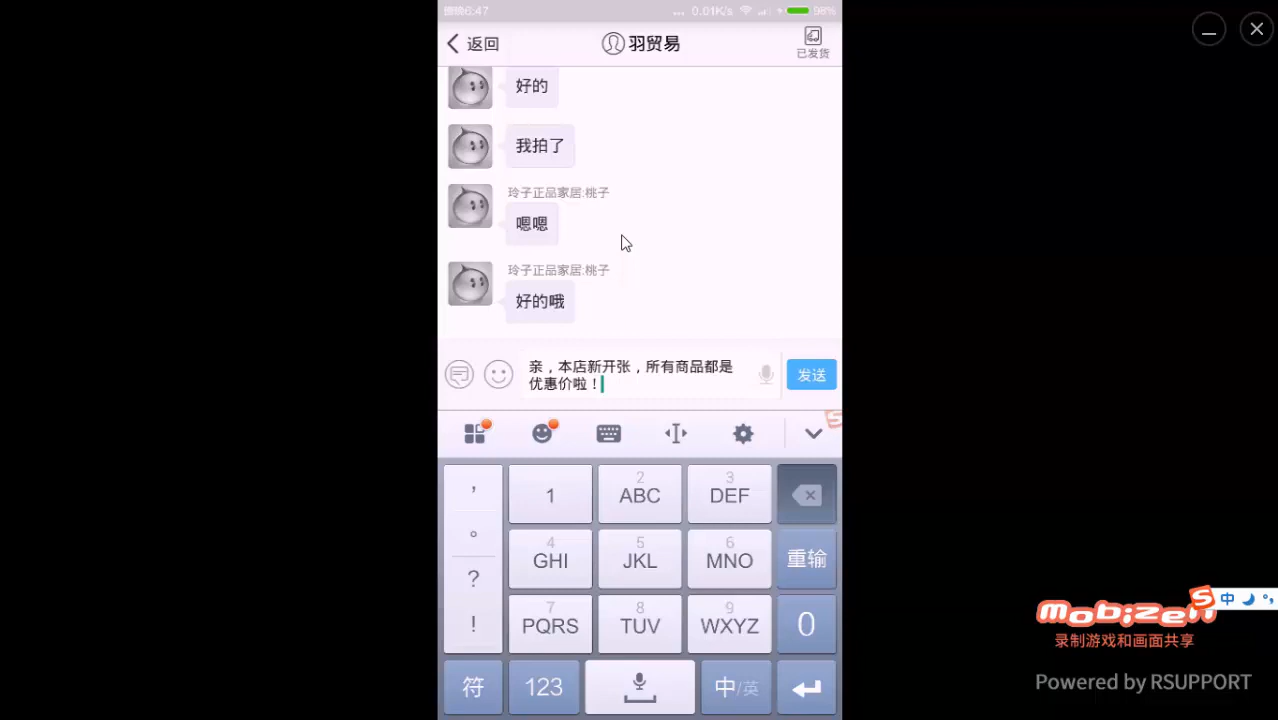 6:47
... 0.01K/s 98%
返回
羽贸易
已发货
好的
我拍了
玲子正品家居:桃子
嗯嗯
玲子正品家居:桃子
好的哦
亲，本店新开张，所有商品都是
优惠价啦！
发送
S
，
。
?
!
1
2
ABC
3
DEF
4
GHI
5
JKL
6
MNO
重输
7
PQRS
8
TUV
9
WXYZ
0
符
123
中/英
S 中
mobizen
录制游戏和画面共享
Powered by RSUPPORT